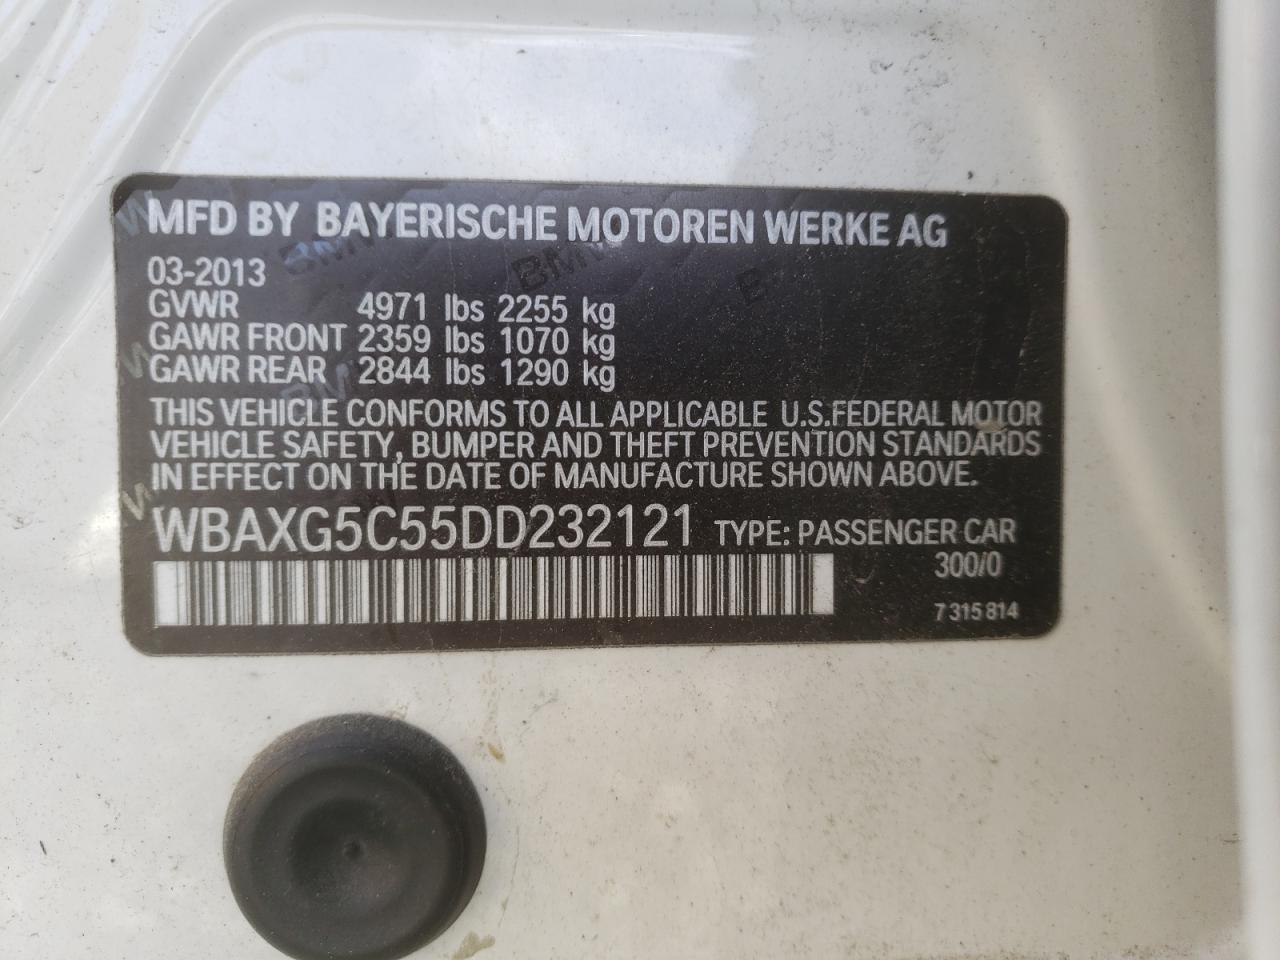 MFD BY BAYERISCHE MOTOREN WERKE AG
03-2013
GVWR 4971 lbs 2255 kg
GAWR FRONT 2359 lbs 1070 kg
GAWR REAR 2844 lbs 1290 kg
THIS VEHICLE CONFORMS TO ALL APPLICABLE U.S.FEDERAL MOTOR
VEHICLE SAFETY, BUMPER AND THEFT PREVENTION STANDARDS
IN EFFECT ON THE DATE OF MANUFACTURE SHOWN ABOVE.
WBAXG5C55DD232121 TYPE: PASSENGER CAR
300/0
7 315 814